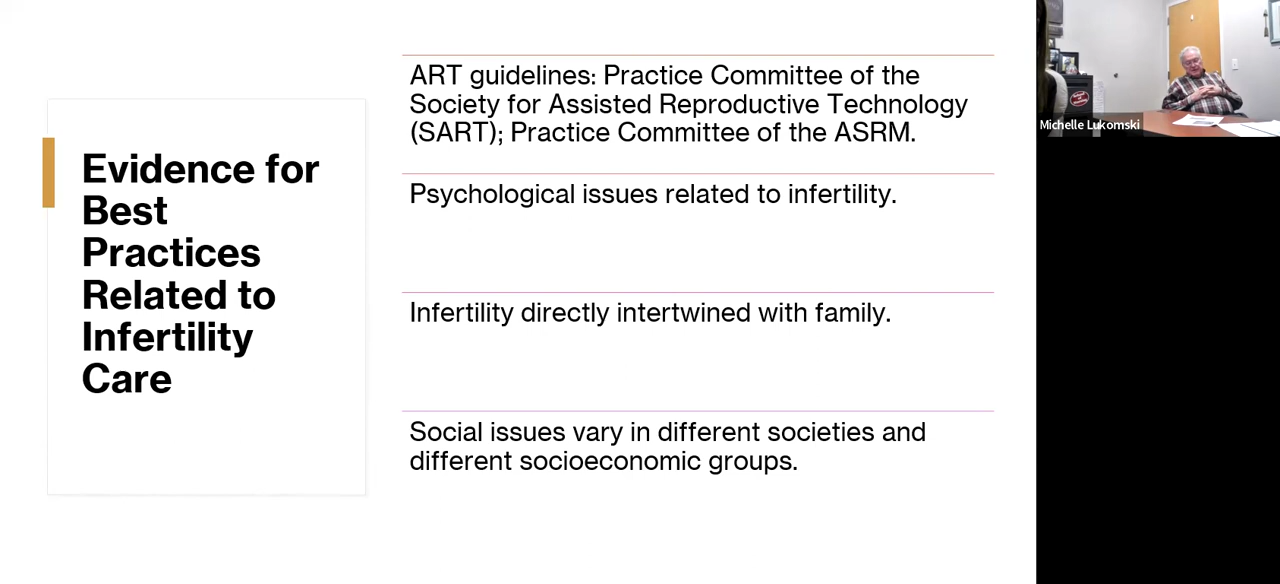 Evidence for
Best
Practices
Related to
Infertility
Care
ART guidelines: Practice Committee of the
Society for Assisted Reproductive Technology
(SART); Practice Committee of the ASRM.
Psychological issues related to infertility.
Infertility directly intertwined with family.
Social issues vary in different societies and
different socioeconomic groups.
Michelle Lukomski